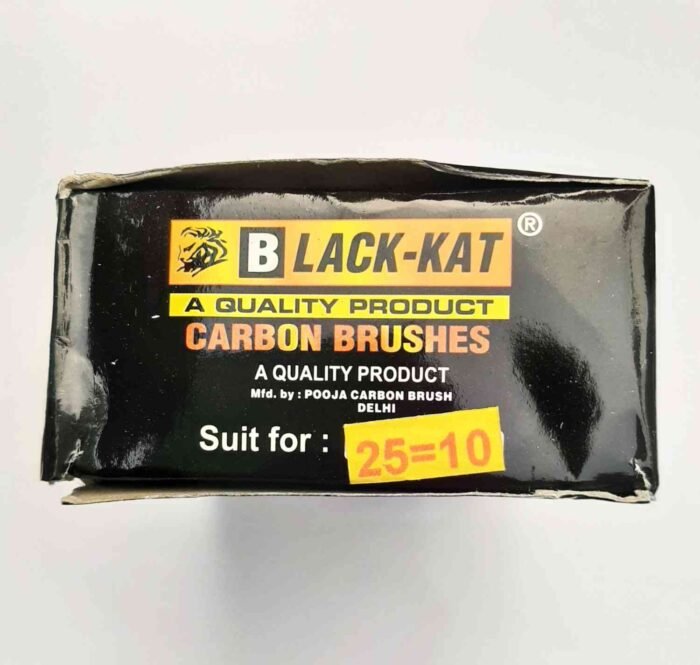 BLACK-KAT ®
A QUALITY PRODUCT
CARBON BRUSHES
A QUALITY PRODUCT
Mfd. by : POOJA CARBON BRUSH
DELHI
Suit for : 25=10